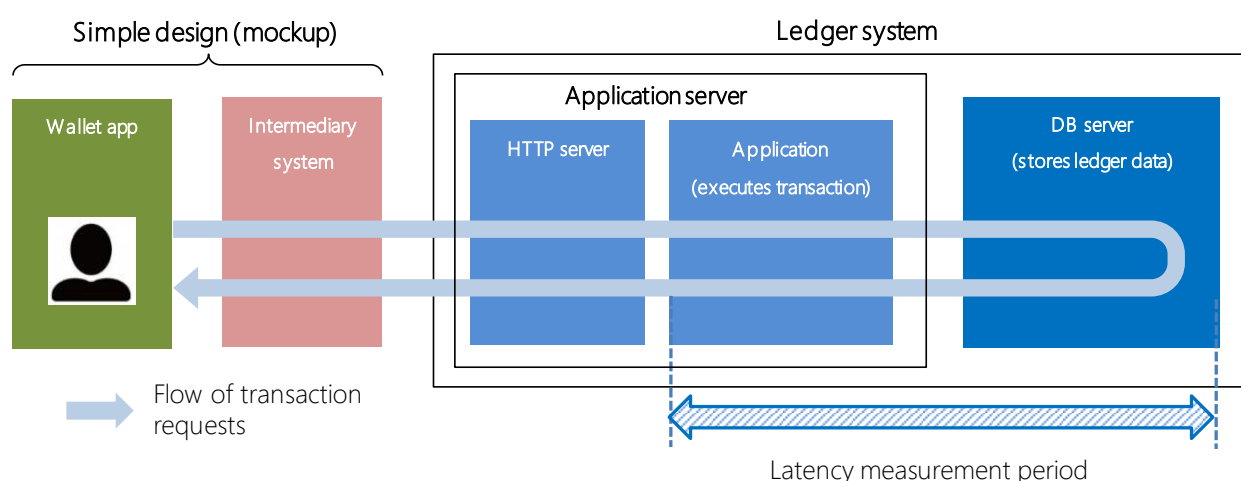 Simple design (mockup)
Ledger system
Application server
Wallet app
Intermediary
system
HTTP server
Application
(executes transaction)
DB server
(stores ledger data)
Flow of transaction
requests
Latency measurement period